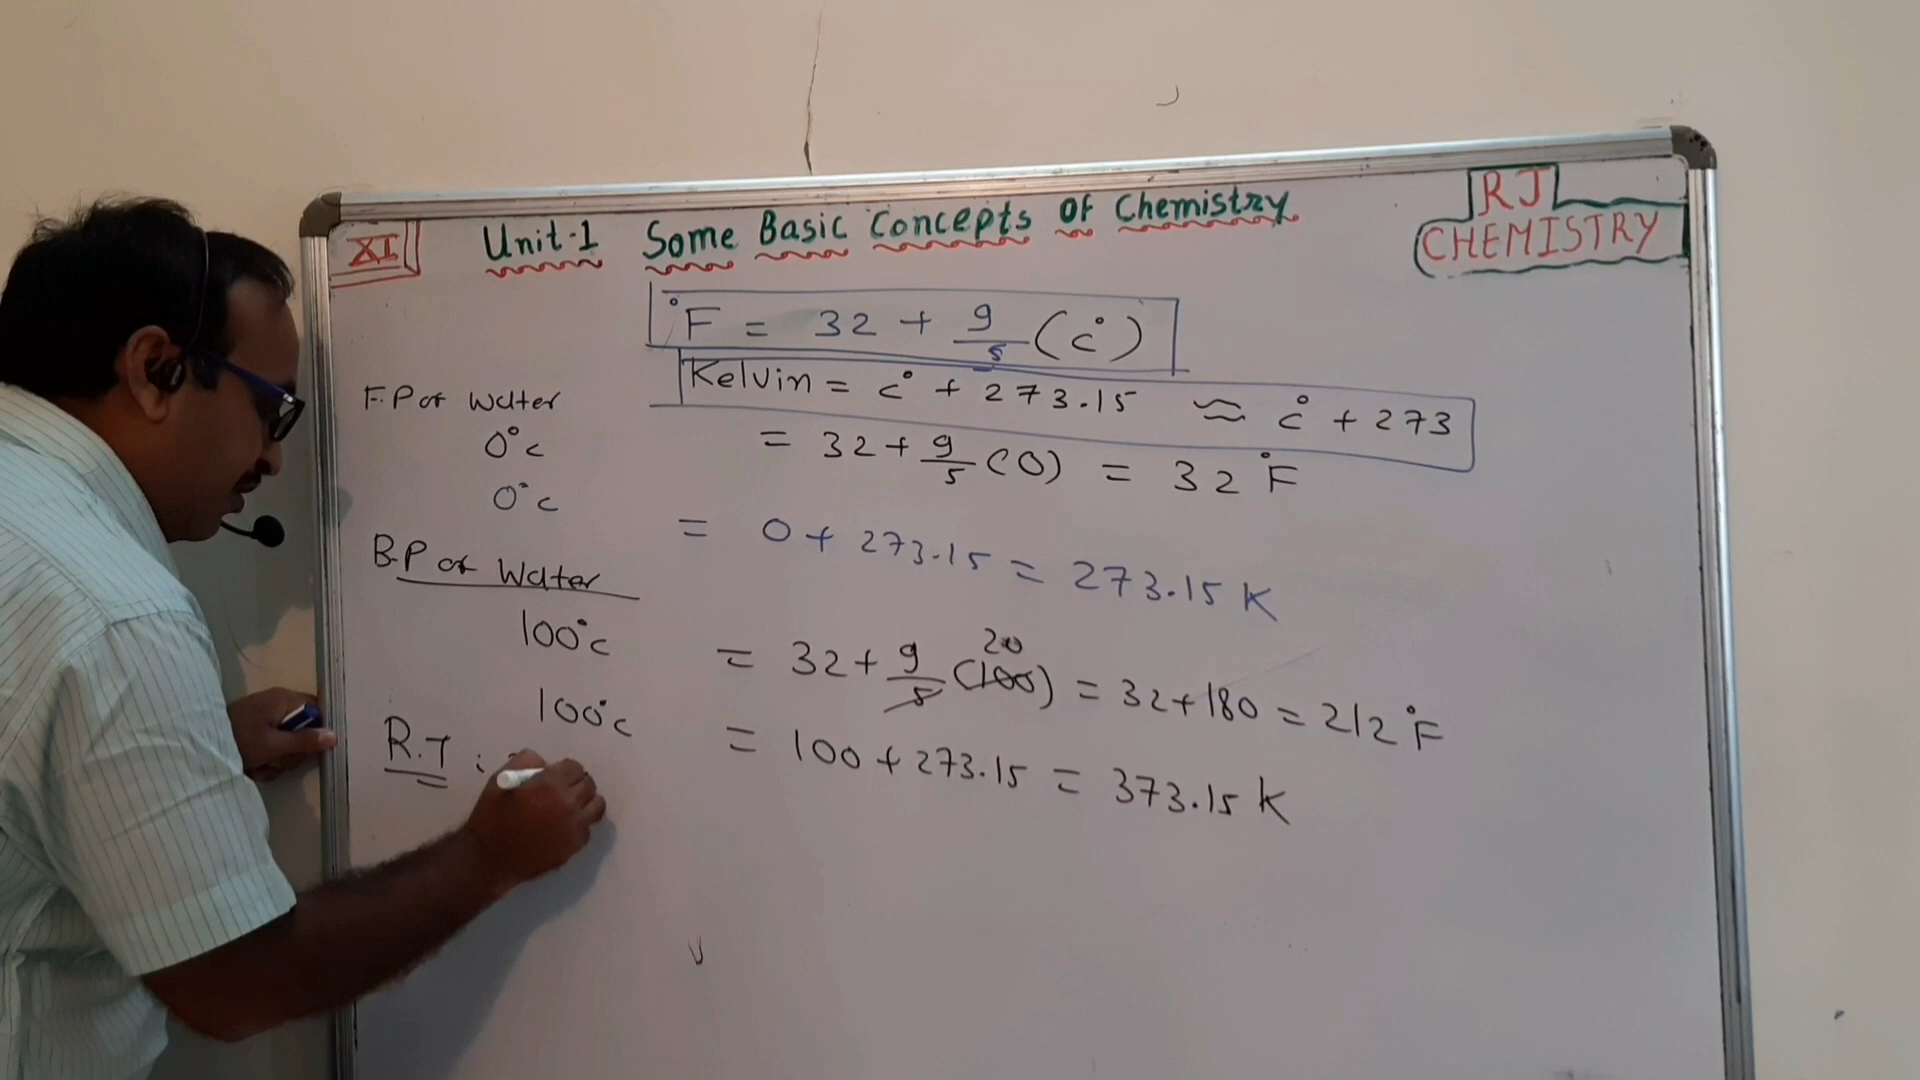 XI Unit-1 Some Basic Concepts Of Chemistry
RJ
CHEMISTRY
°F = 32 + 9/5 (c°)
Kelvin = c° + 273.15 ≈ c° + 273
F.P of Water
0°c = 32 + 9/5 (0) = 32 °F
0°c = 0 + 273.15 = 273.15 K
B.P of Water
100°c = 32 + 9/5 (100) 20 = 32 + 180 = 212 °F
100°c = 100 + 273.15 = 373.15 K
R.T :